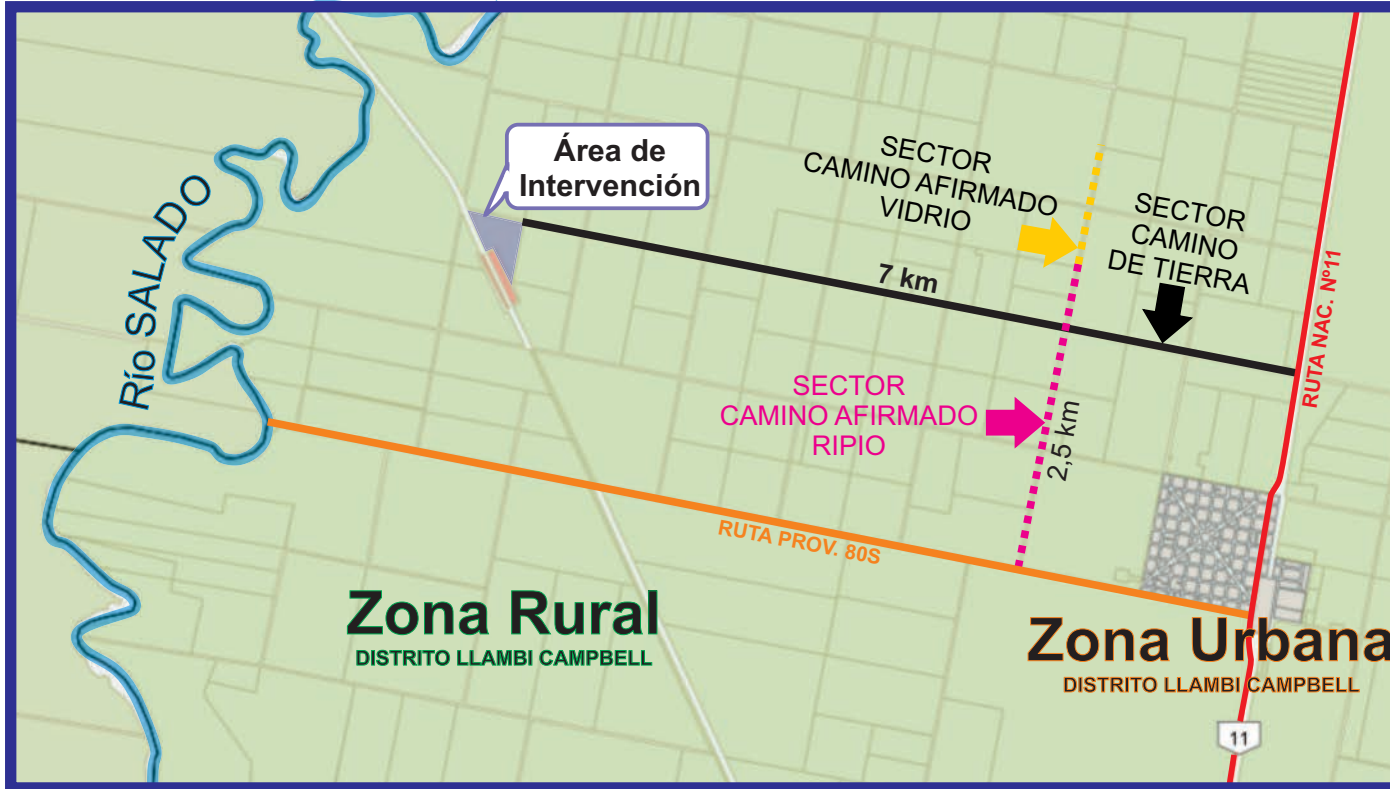 Área de
Intervención
SECTOR
CAMINO AFIRMADO
VIDRIO
SECTOR
CAMINO
DE TIERRA
Río SALADO
7 km
RUTA NAC. Nº11
SECTOR
CAMINO AFIRMADO
RIPIO
2,5 km
RUTA PROV. 80S
Zona Rural
DISTRITO LLAMBI CAMPBELL
Zona Urbana
DISTRITO LLAMBI CAMPBELL
11